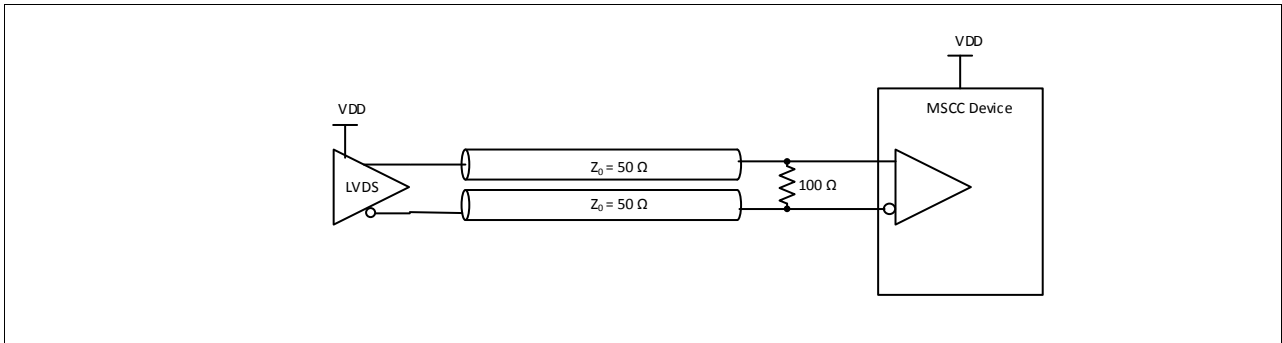 VDD
MSCC Device
VDD
LVDS
Z₀ = 50 Ω
100 Ω
Z₀ = 50 Ω